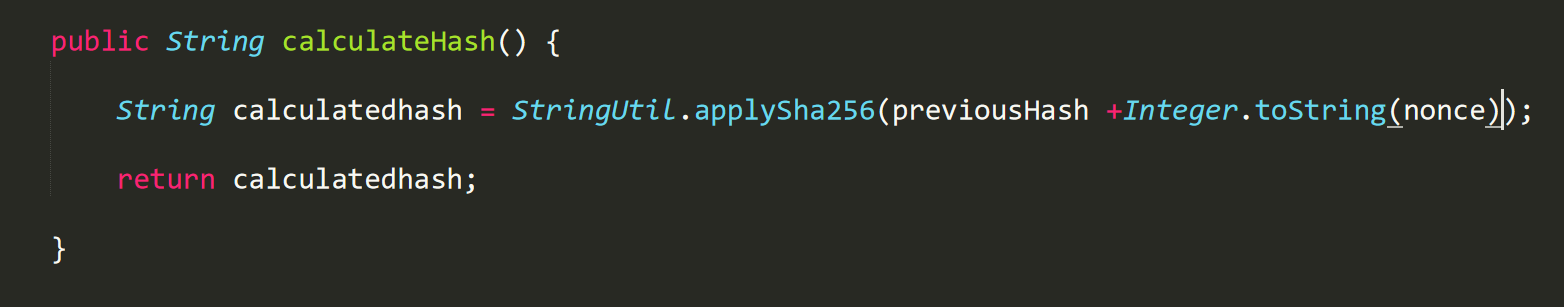 public String calculateHash() {
String calculatedhash = StringUtil.applySha256(previousHash +Integer.toString(nonce));
return calculatedhash;
}